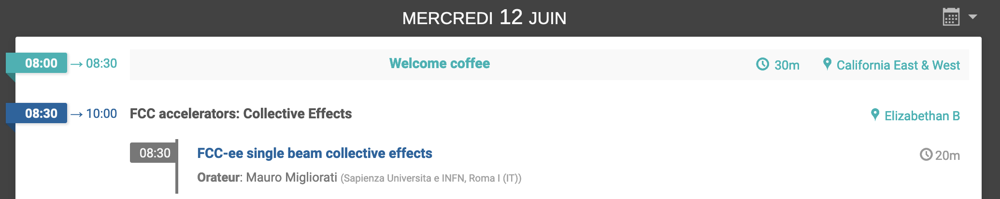 MERCREDI 12 JUIN
08:00 → 08:30 Welcome coffee 30m California East & West
08:30 → 10:00 FCC accelerators: Collective Effects Elizabethan B
08:30 FCC-ee single beam collective effects 20m
Orateur: Mauro Migliorati (Sapienza Universita e INFN, Roma I (IT))